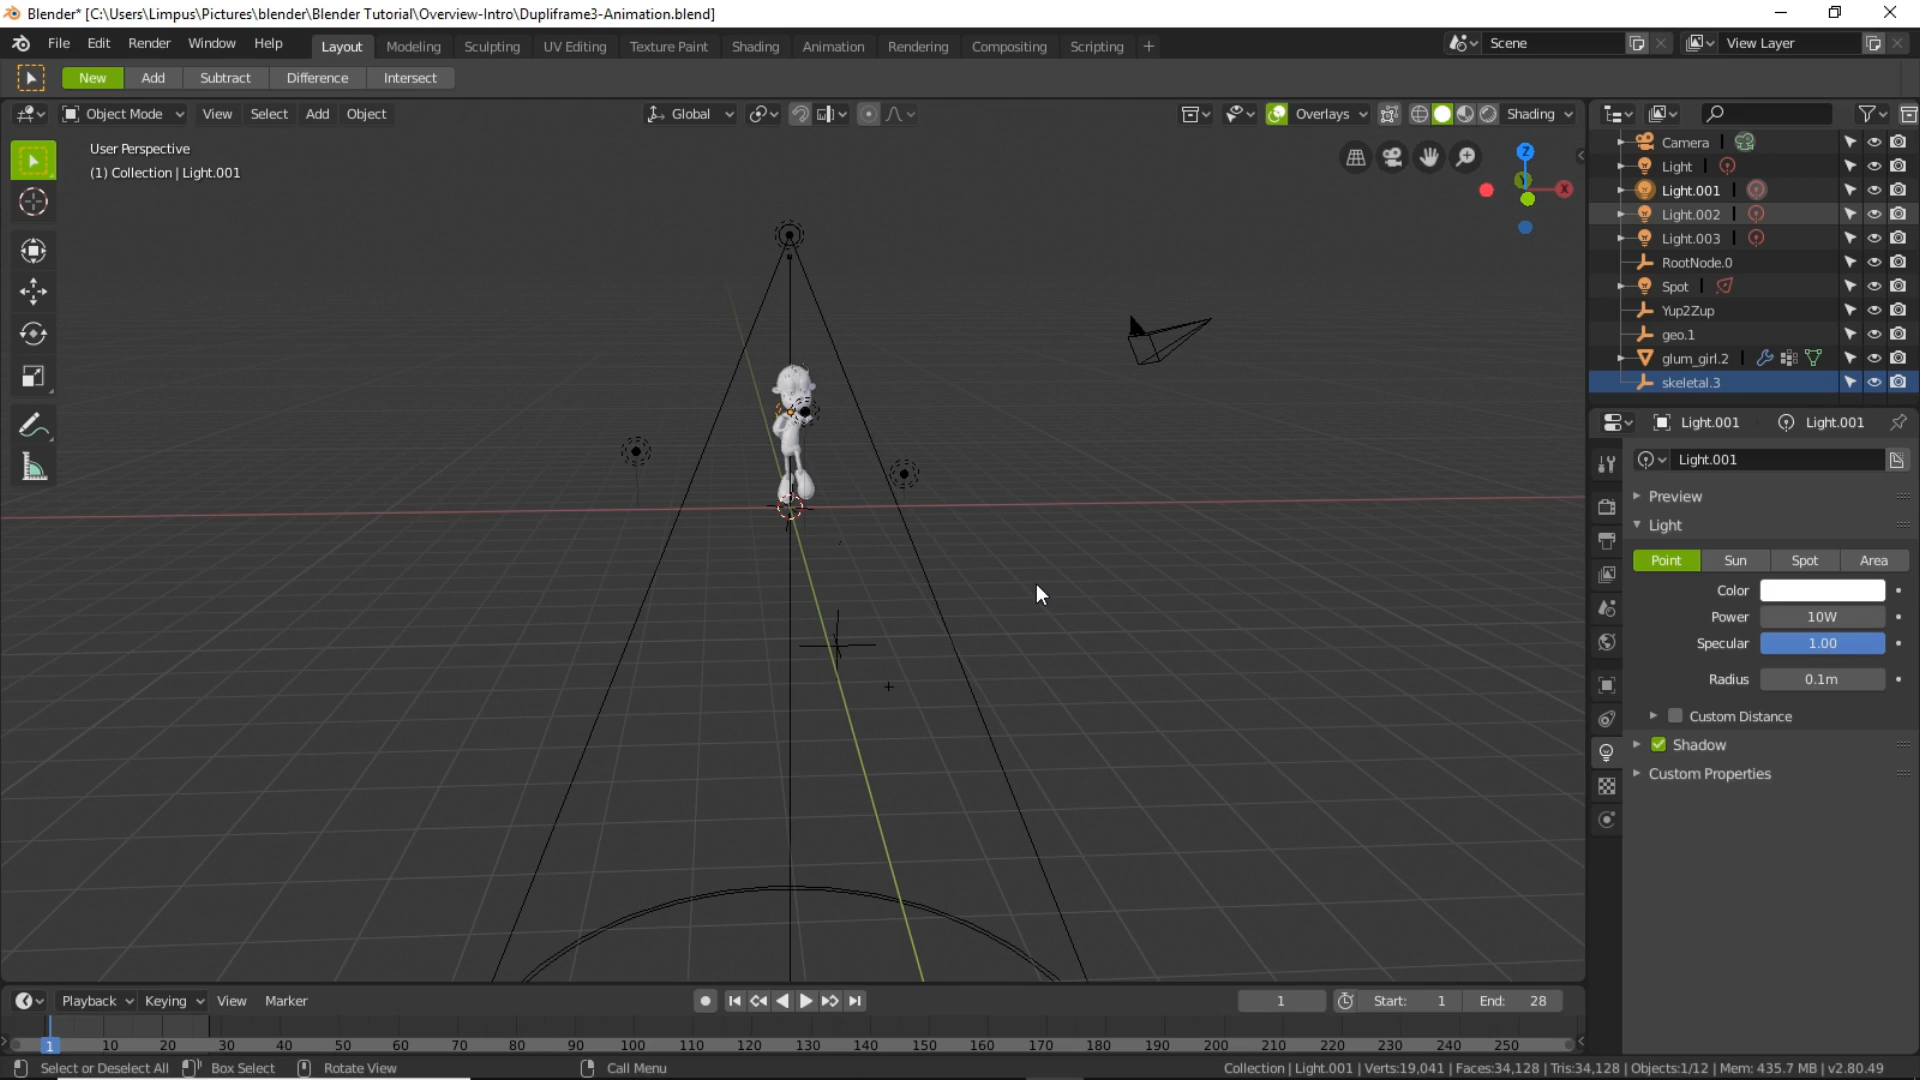 Blender* [C:\Users\Limpus\Pictures\blender\Blender Tutorial\Overview-Intro\Dupliframe3-Animation.blend]
File Edit Render Window Help Layout Modeling Sculpting UV Editing Texture Paint Shading Animation Rendering Compositing Scripting + Scene View Layer
New Add Subtract Difference Intersect
Object Mode View Select Add Object Global Overlays Shading
User Perspective
(1) Collection | Light.001
Z
Y
X
Camera
Light
Light.001
Light.002
Light.003
RootNode.0
Spot
Yup2Zup
geo.1
glum_girl.2
skeletal.3
Light.001 Light.001
Light.001
Preview
Light
Point Sun Spot Area
Color
Power 10W
Specular 1.00
Radius 0.1m
Custom Distance
Shadow
Custom Properties
Playback Keying View Marker 1 Start: 1 End: 28
1 10 20 30 40 50 60 70 80 90 100 110 120 130 140 150 160 170 180 190 200 210 220 230 240 250
Select or Deselect All Box Select Rotate View Call Menu Collection | Light.001 | Verts:19,041 | Faces:34,128 | Tris:34,128 | Objects:1/12 | Mem: 435.7 MB | v2.80.49